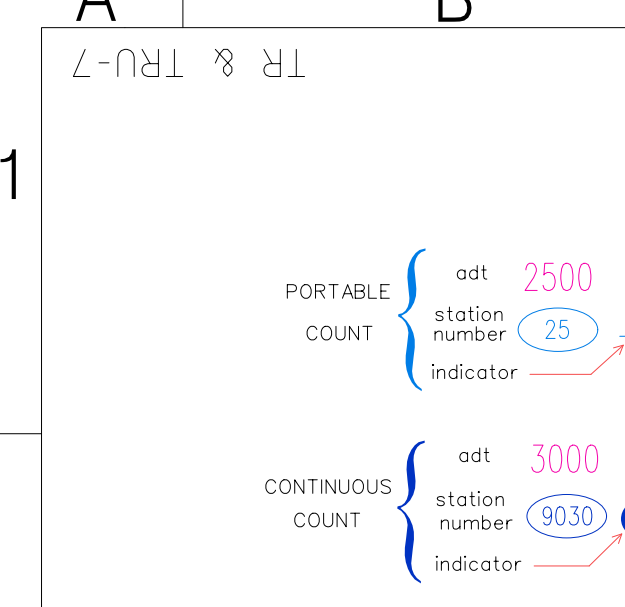 A B
TR & TRU-7
1
adt 2500
PORTABLE
COUNT
station
number
25
indicator
adt 3000
CONTINUOUS
COUNT
station
number
9030
indicator